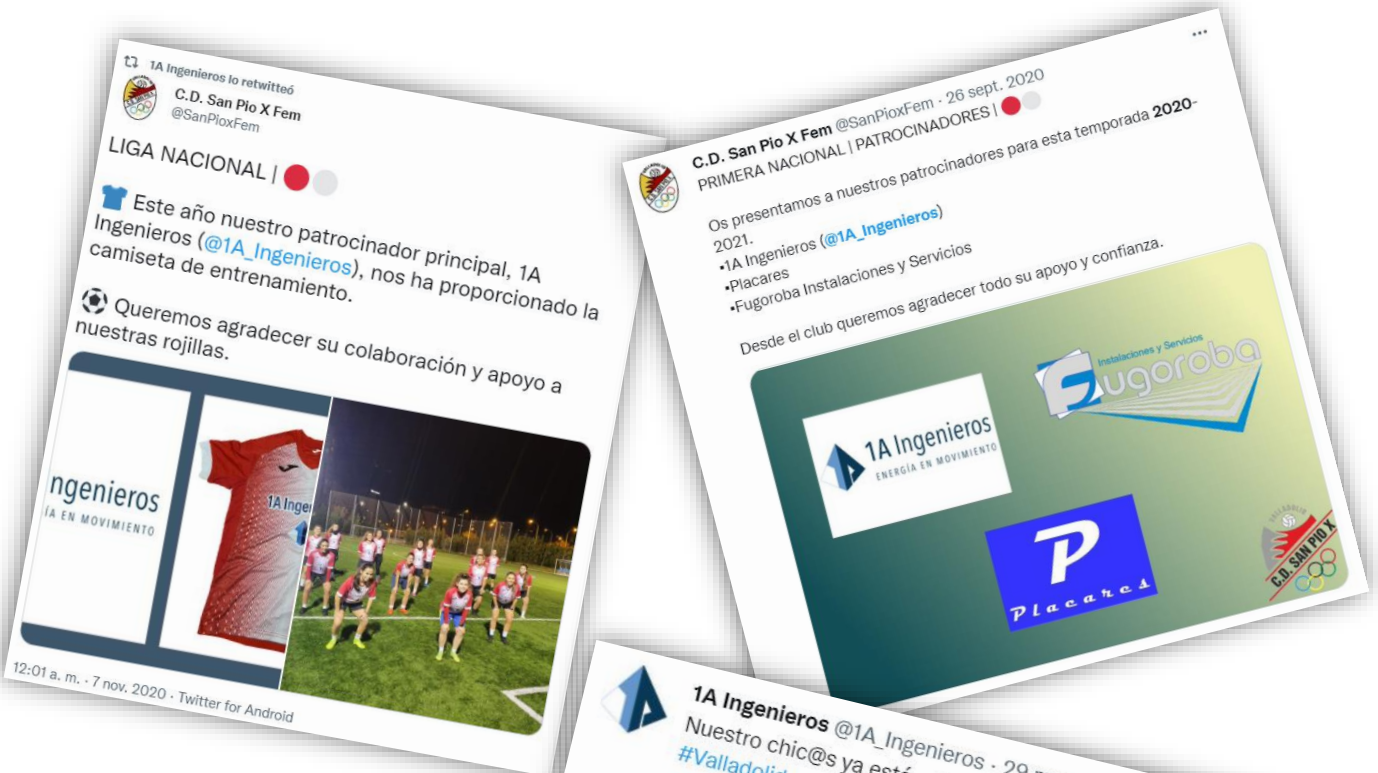 1A Ingenieros lo retwitteó
C.D. San Pio X Fem
@SanPioxFem
LIGA NACIONAL |
Este año nuestro patrocinador principal, 1A
Ingenieros (@1A_Ingenieros), nos ha proporcionado la
camiseta de entrenamiento.
Queremos agradecer su colaboración y apoyo a
nuestras rojillas.
ngenieros
ÍA EN MOVIMIENTO
1A Inge
12:01 a. m. · 7 nov. 2020 · Twitter for Android
C.D. San Pio X Fem @SanPioxFem · 26 sept. 2020
PRIMERA NACIONAL | PATROCINADORES |
Os presentamos a nuestros patrocinadores para esta temporada 2020-
2021.
▪1A Ingenieros (@1A_Ingenieros)
▪Placares
▪Fugoroba Instalaciones y Servicios
Desde el club queremos agradecer todo su apoyo y confianza.
Instalaciones y Servicios
Fugoroba
1A Ingenieros
ENERGÍA EN MOVIMIENTO
P
Placares
VALLADOLID
C.D. SAN PIO X
1A Ingenieros @1A_Ingenieros · 29
Nuestro chic@s ya está
#Valladolid